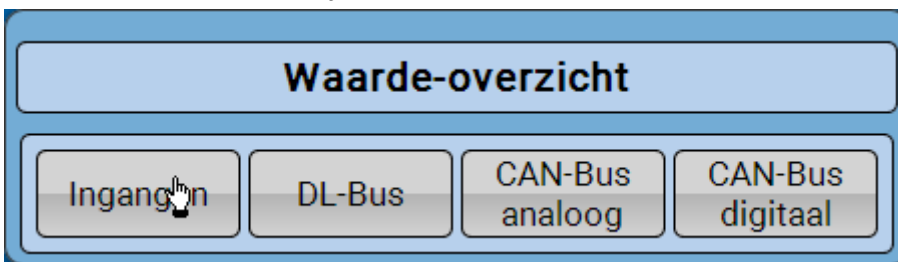 Waarde-overzicht
Ingangen DL-Bus CAN-Bus analoog CAN-Bus digitaal